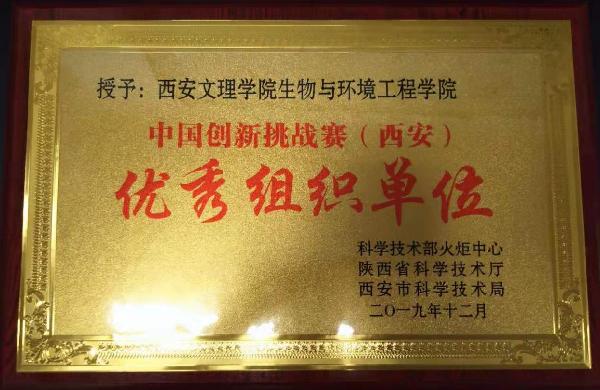 授予：西安文理学院生物与环境工程学院
中国创新挑战赛（西安）
优秀组织单位
科学技术部火炬中心
陕西省科学技术厅
西安市科学技术局
二〇一九年十二月